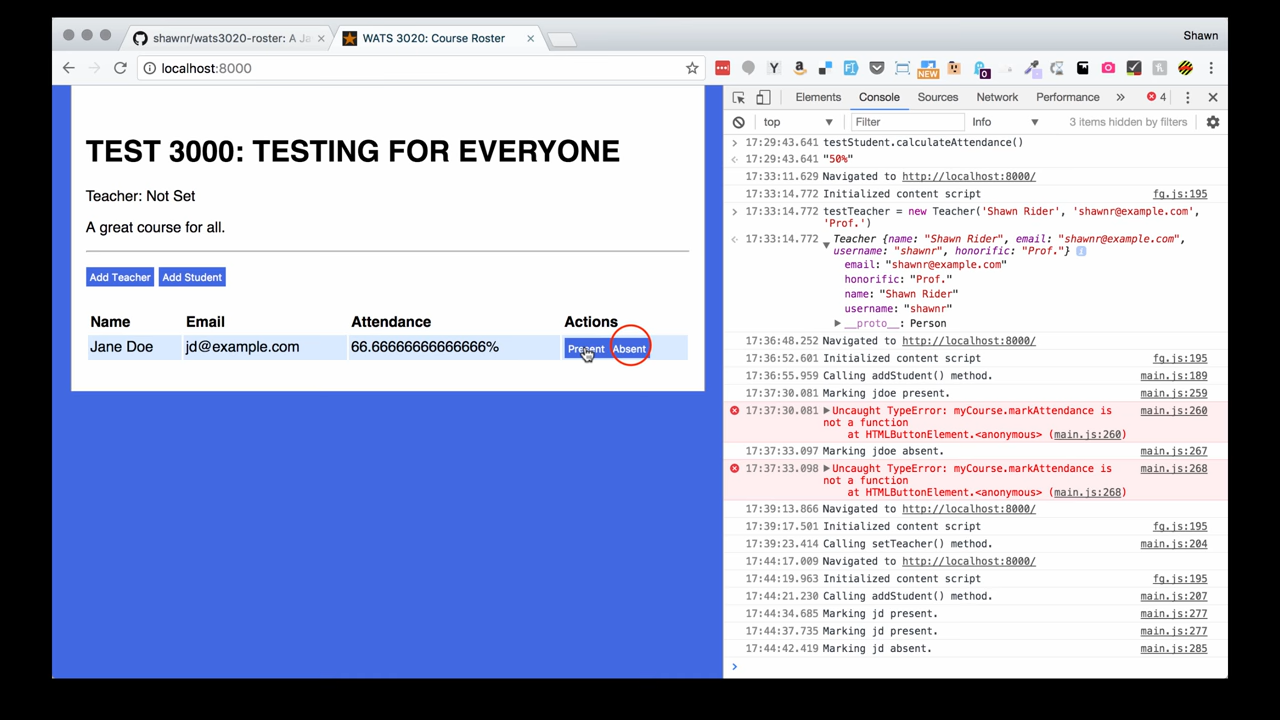 shawnr/wats3020-roster: A Ja
WATS 3020: Course Roster
Shawn
localhost:8000
Y
a
NEW
0
TEST 3000: TESTING FOR EVERYONE
Teacher: Not Set
A great course for all.
Add Teacher
Add Student
Name Email Attendance Actions
Jane Doe jd@example.com 66.66666666666666% Present Absent
Elements Console Sources Network Performance » 4
top Filter Info 3 items hidden by filters
17:29:43.641 testStudent.calculateAttendance()
17:29:43.641 "50%"
17:33:11.629 Navigated to http://localhost:8000/
17:33:14.772 Initialized content script fg.js:195
17:33:14.772 testTeacher = new Teacher('Shawn Rider', 'shawnr@example.com',
'Prof.')
17:33:14.772 Teacher {name: "Shawn Rider", email: "shawnr@example.com",
username: "shawnr", honorific: "Prof."} i
email: "shawnr@example.com"
honorific: "Prof."
name: "Shawn Rider"
username: "shawnr"
__proto__: Person
17:36:48.252 Navigated to http://localhost:8000/
17:36:52.601 Initialized content script fg.js:195
17:36:55.959 Calling addStudent() method. main.js:189
17:37:30.081 Marking jdoe present. main.js:259
17:37:30.081 Uncaught TypeError: myCourse.markAttendance is main.js:260
not a function
at HTMLButtonElement.<anonymous> (main.js:260)
17:37:33.097 Marking jdoe absent. main.js:267
17:37:33.098 Uncaught TypeError: myCourse.markAttendance is main.js:268
not a function
at HTMLButtonElement.<anonymous> (main.js:268)
17:39:13.866 Navigated to http://localhost:8000/
17:39:17.501 Initialized content script fg.js:195
17:39:23.414 Calling setTeacher() method. main.js:204
17:44:17.009 Navigated to http://localhost:8000/
17:44:19.963 Initialized content script fg.js:195
17:44:21.230 Calling addStudent() method. main.js:207
17:44:34.685 Marking jd present. main.js:277
17:44:37.735 Marking jd present. main.js:277
17:44:42.419 Marking jd absent. main.js:285